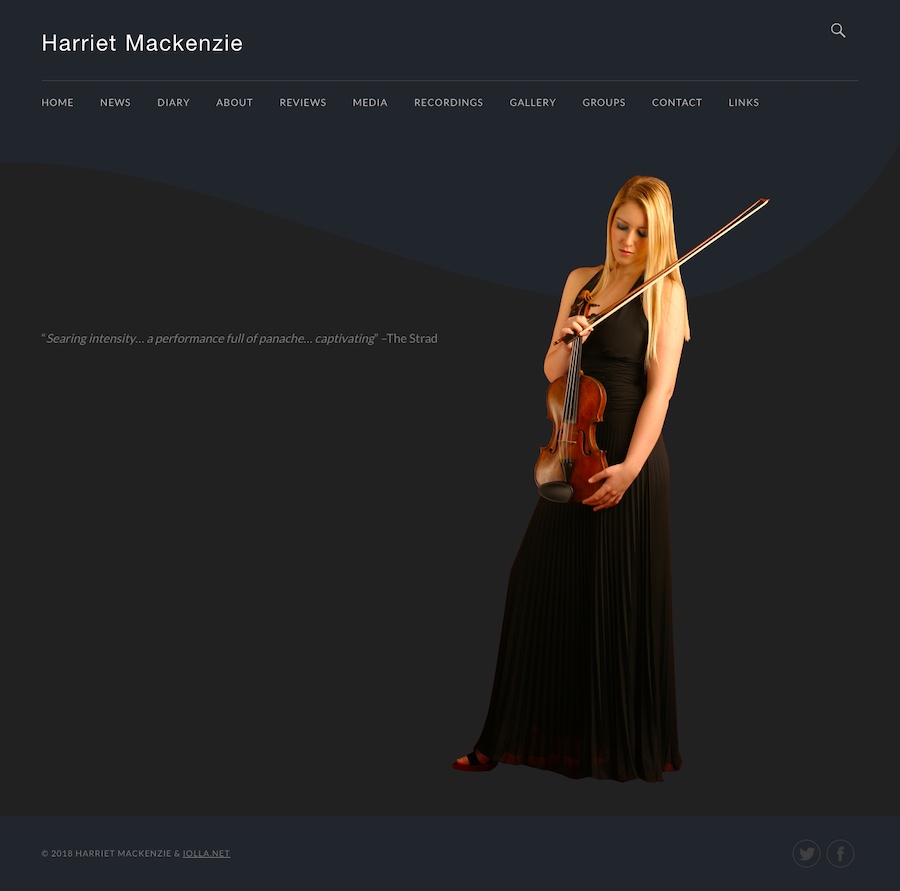 Harriet Mackenzie
HOME NEWS DIARY ABOUT REVIEWS MEDIA RECORDINGS GALLERY GROUPS CONTACT LINKS
“Searing intensity... a performance full of panache... captivating” –The Strad
© 2018 HARRIET MACKENZIE & IOLLA.NET